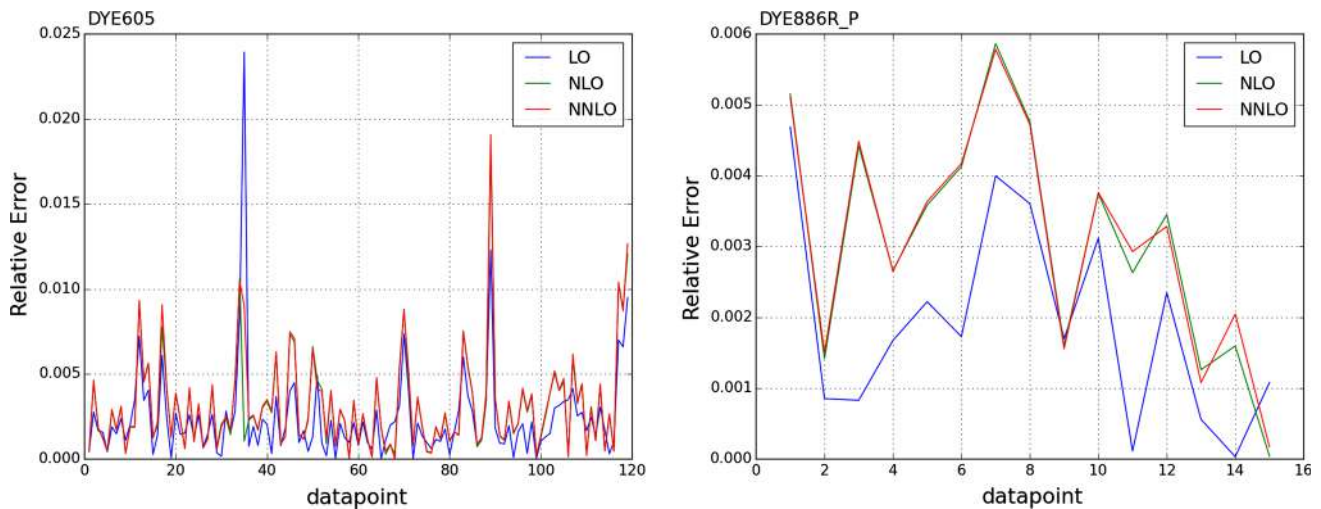 DYE605
0.025
0.020
0.015
0.010
0.005
0.000
0 20 40 60 80 100 120
Relative Error
datapoint
LO
NLO
NNLO
DYE886R_P
0.006
0.005
0.004
0.003
0.002
0.001
0.000
0 2 4 6 8 10 12 14 16
Relative Error
datapoint
LO
NLO
NNLO